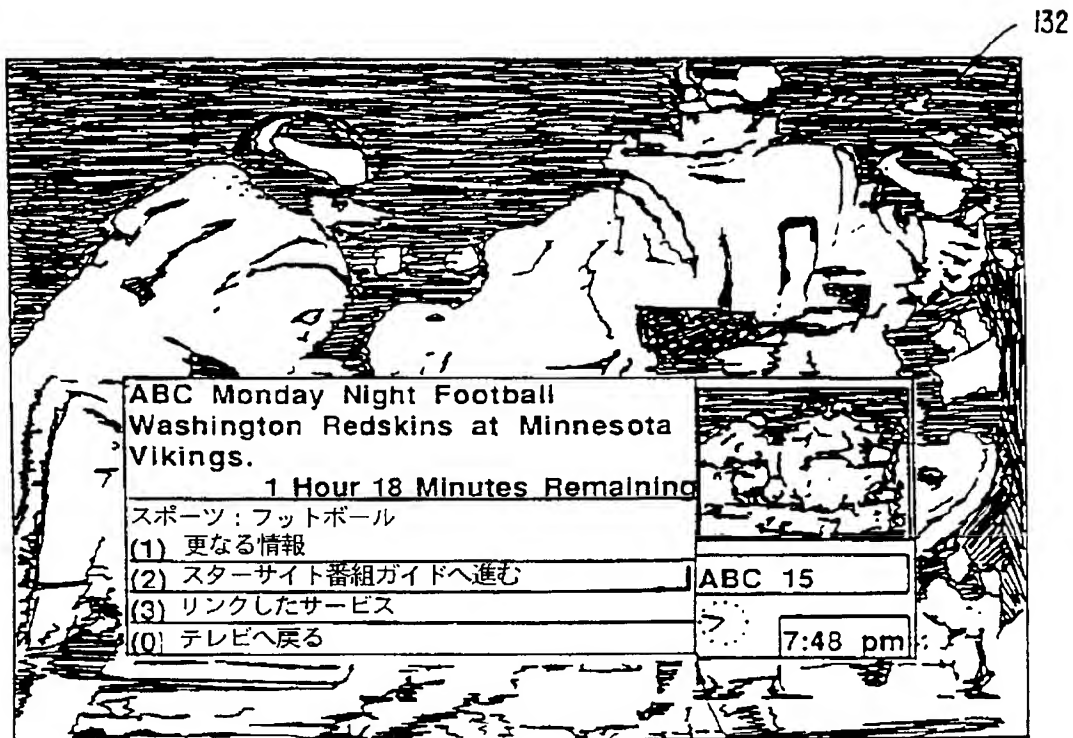 132
ABC Monday Night Football
Washington Redskins at Minnesota
Vikings.
1 Hour 18 Minutes Remaining
スポーツ：フットボール
(1) 更なる情報
(2) スターサイト番組ガイドへ進む
(3) リンクしたサービス
(0) テレビへ戻る
ABC 15
7:48 pm